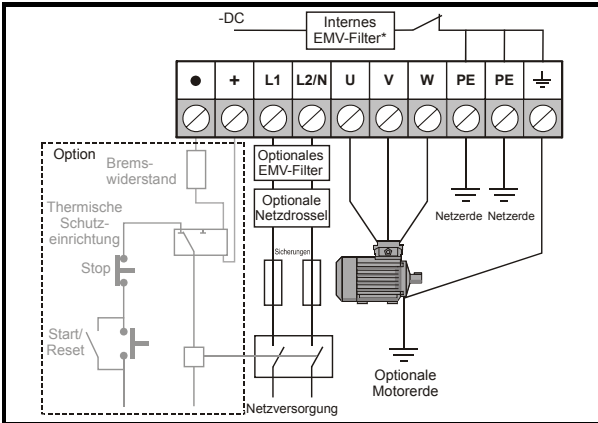 -DC
Internes
EMV-Filter*
● + L1 L2/N U V W PE PE ⏚
Option
Brems-
widerstand
Thermische
Schutz-
einrichtung
Stop
Start/
Reset
Optionales
EMV-Filter
Optionale
Netzdrossel
Sicherungen
Netzversorgung
Netzerde Netzerde
Optionale
Motorerde